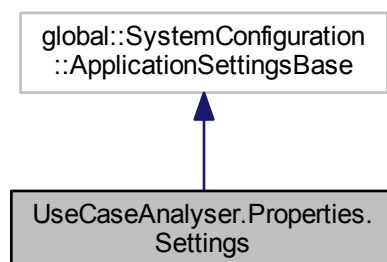 global::SystemConfiguration
::ApplicationSettingsBase
UseCaseAnalyser.Properties.
Settings